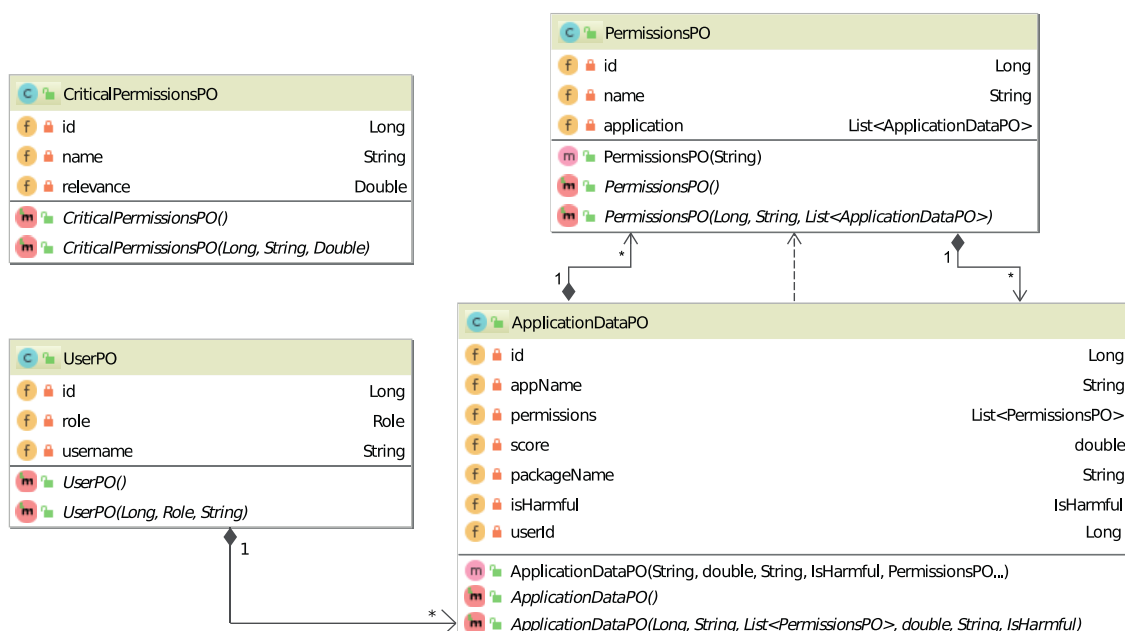 C PermissionsPO
f id Long
f name String
f application List<ApplicationDataPO>
m PermissionsPO(String)
m PermissionsPO()
m PermissionsPO(Long, String, List<ApplicationDataPO>)
C CriticalPermissionsPO
f id Long
f name String
f relevance Double
m CriticalPermissionsPO()
m CriticalPermissionsPO(Long, String, Double)
* 1
1 *
C ApplicationDataPO
f id Long
f appName String
f permissions List<PermissionsPO>
f score double
f packageName String
f isHarmful IsHarmful
f userId Long
m ApplicationDataPO(String, double, String, IsHarmful, PermissionsPO...)
m ApplicationDataPO()
m ApplicationDataPO(Long, String, List<PermissionsPO>, double, String, IsHarmful)
C UserPO
f id Long
f role Role
f username String
m UserPO()
m UserPO(Long, Role, String)
1
*